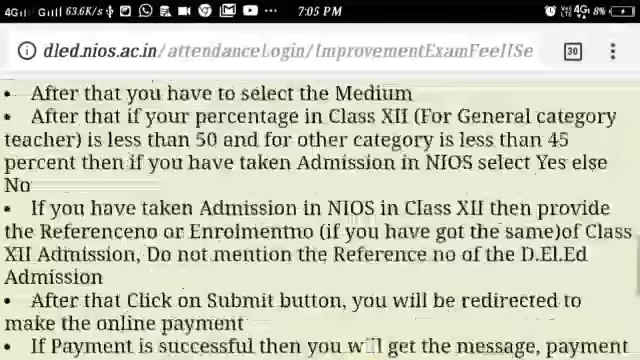 4G 63.6K/s 7:05 PM 4G 8%
dled.nios.ac.in/attendanceLogin/ImprovementExamFeeIISe 30
• After that you have to select the Medium
• After that if your percentage in Class XII (For General category
teacher) is less than 50 and for other category is less than 45
percent then if you have taken Admission in NIOS select Yes else
No
• If you have taken Admission in NIOS in Class XII then provide
the Referenceno or Enrolmentno (if you have got the same)of Class
XII Admission, Do not mention the Reference no of the D.El.Ed
Admission
• After that Click on Submit button, you will be redirected to
make the online payment
• If Payment is successful then you will get the message, payment